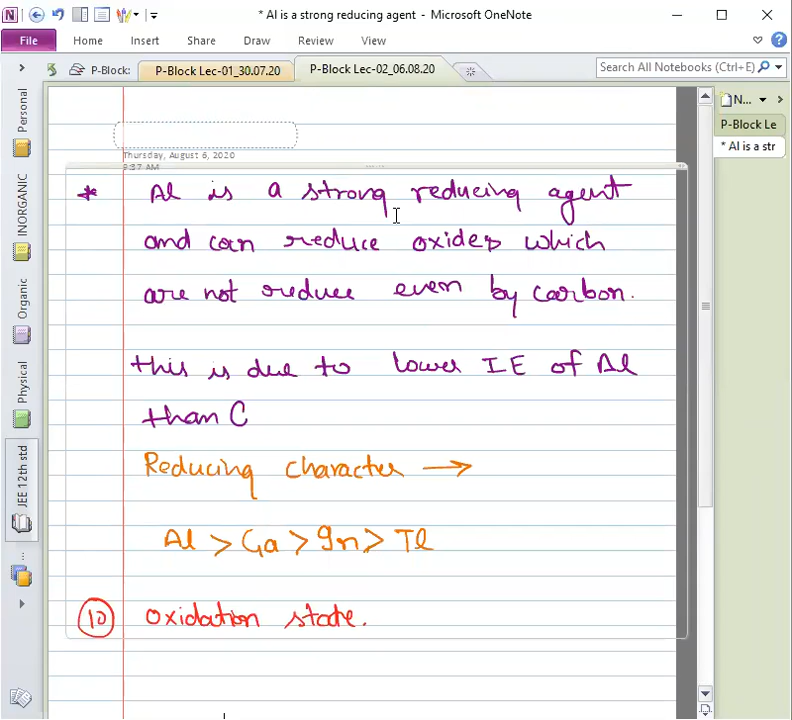 * Al is a strong reducing agent - Microsoft OneNote
File Home Insert Share Draw Review View
P-Block: P-Block Lec-01_30.07.20 P-Block Lec-02_06.08.20 Search All Notebooks (Ctrl+E)
N...
P-Block Le
* Al is a str
Personal
INORGANIC
Organic
Physical
JEE 12th std
Thursday, August 6, 2020
9:37 AM
* Al is a strong reducing agent
and can reduce oxides which
are not reduce even by carbon.
this is due to lower IE of Al
than C
Reducing character →
Al > Ga > In > Tl
10 oxidation state.